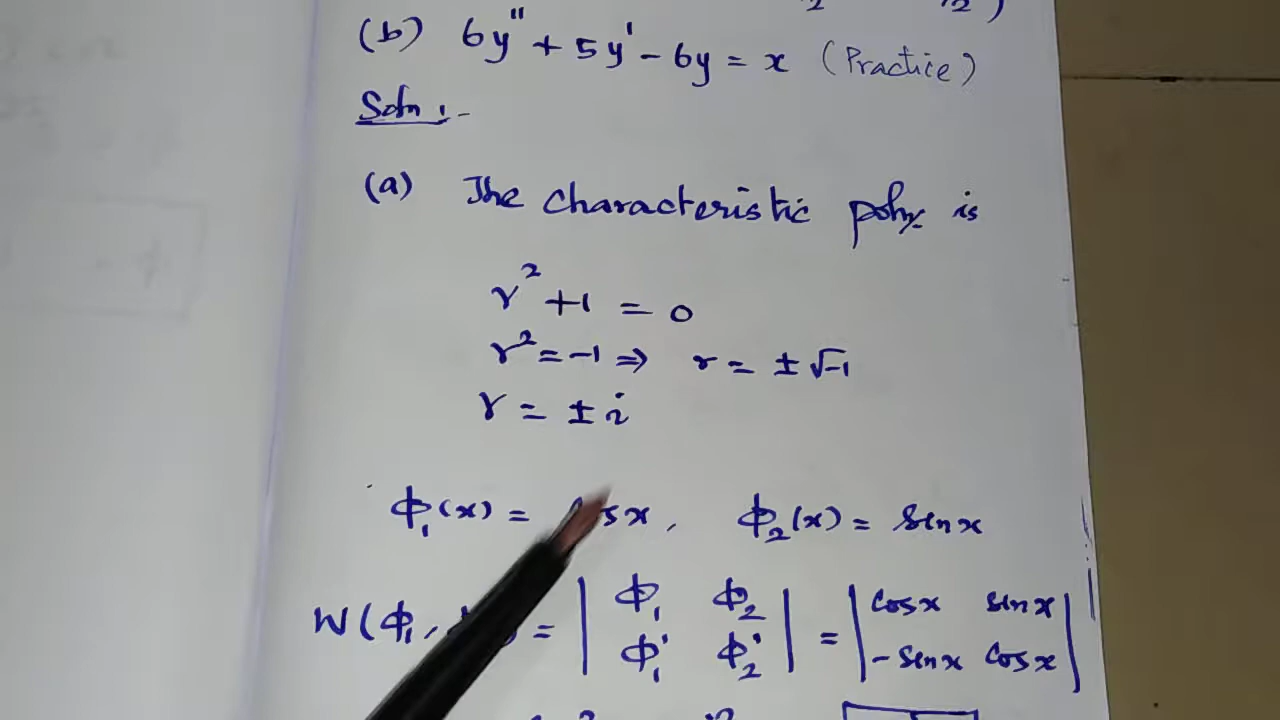 (b) 6y'' + 5y' - 6y = x (Practice)
Soln :-
(a) The characteristic poly. is
r² + 1 = 0
r² = -1 ⇒ r = ± √-1
r = ± i
ϕ₁(x) = cos x, ϕ₂(x) = sin x
W(ϕ₁, = | ϕ₁ ϕ₂ | = | cos x sin x |
| ϕ₁' ϕ₂' | | - sin x cos x |